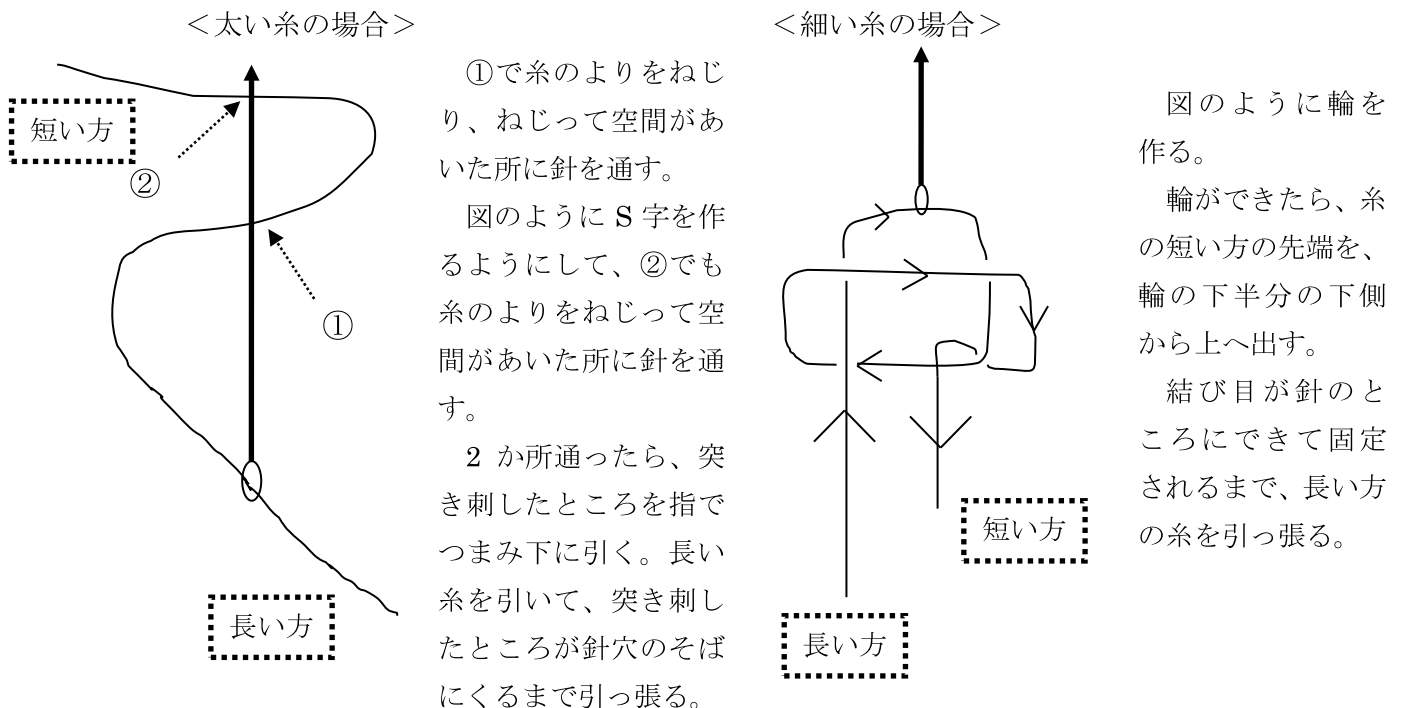 ＜太い糸の場合＞
短い方
②
①
長い方
①で糸のよりをねじ
り、ねじって空間があ
いた所に針を通す。
図のように S 字を作
るようにして、②でも
糸のよりをねじって空
間があいた所に針を通
す。
2 か所通ったら、突
き刺したところを指で
つまみ下に引く。長い
糸を引いて、突き刺し
たところが針穴のそば
にくるまで引っ張る。
＜細い糸の場合＞
短い方
長い方
図のように輪を
作る。
輪ができたら、糸
の短い方の先端を、
輪の下半分の下側
から上へ出す。
結び目が針のと
ころにできて固定
されるまで、長い方
の糸を引っ張る。